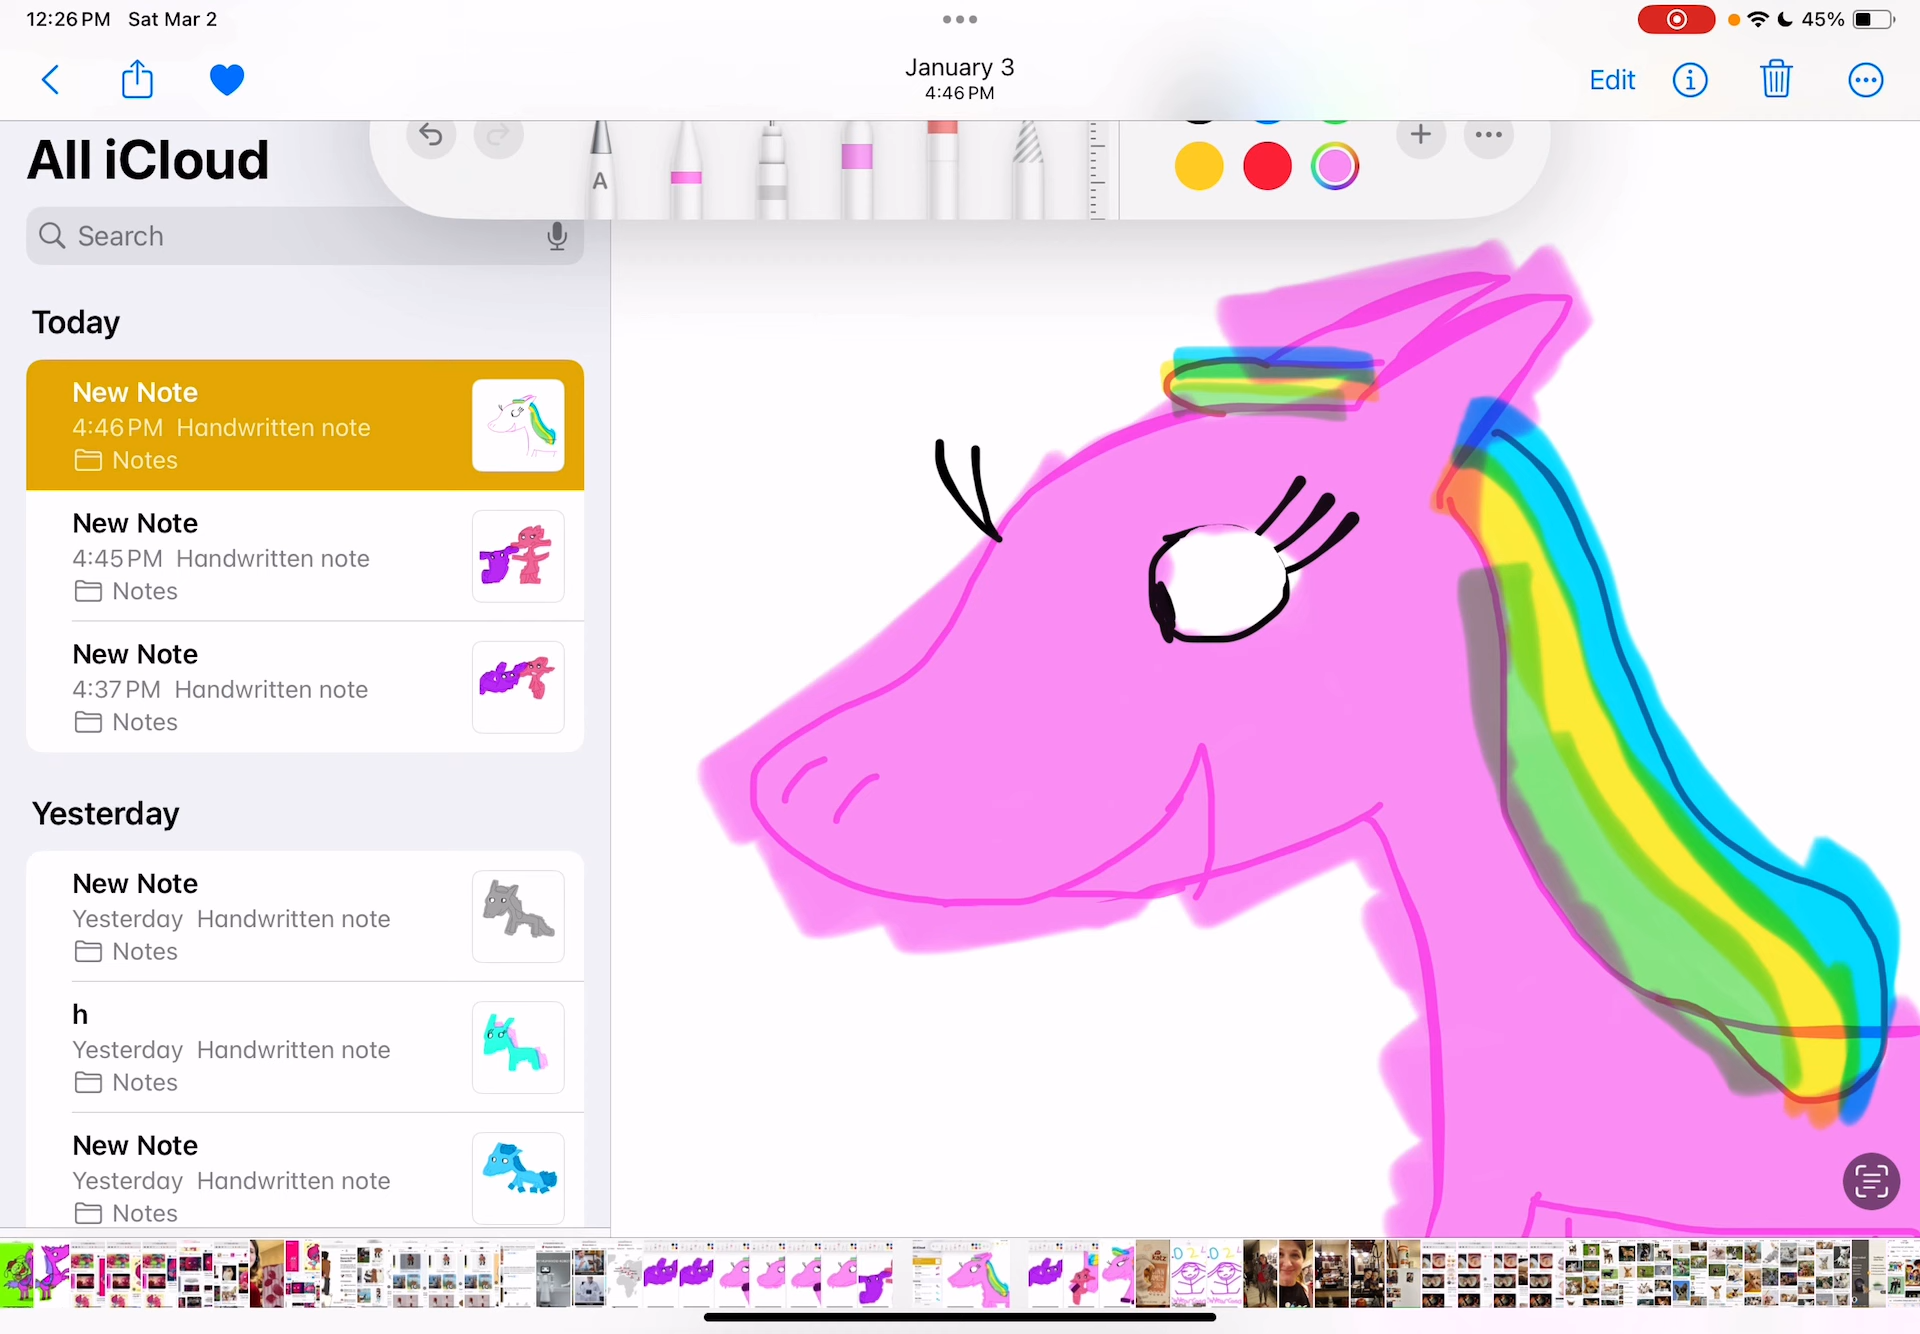 12:26 PM Sat Mar 2
45%
January 3
4:46 PM
Edit
All iCloud
A
Search
Today
New Note
4:46 PM Handwritten note
Notes
New Note
4:45 PM Handwritten note
Notes
New Note
4:37 PM Handwritten note
Notes
Yesterday
New Note
Yesterday Handwritten note
Notes
h
Yesterday Handwritten note
Notes
New Note
Yesterday Handwritten note
Notes